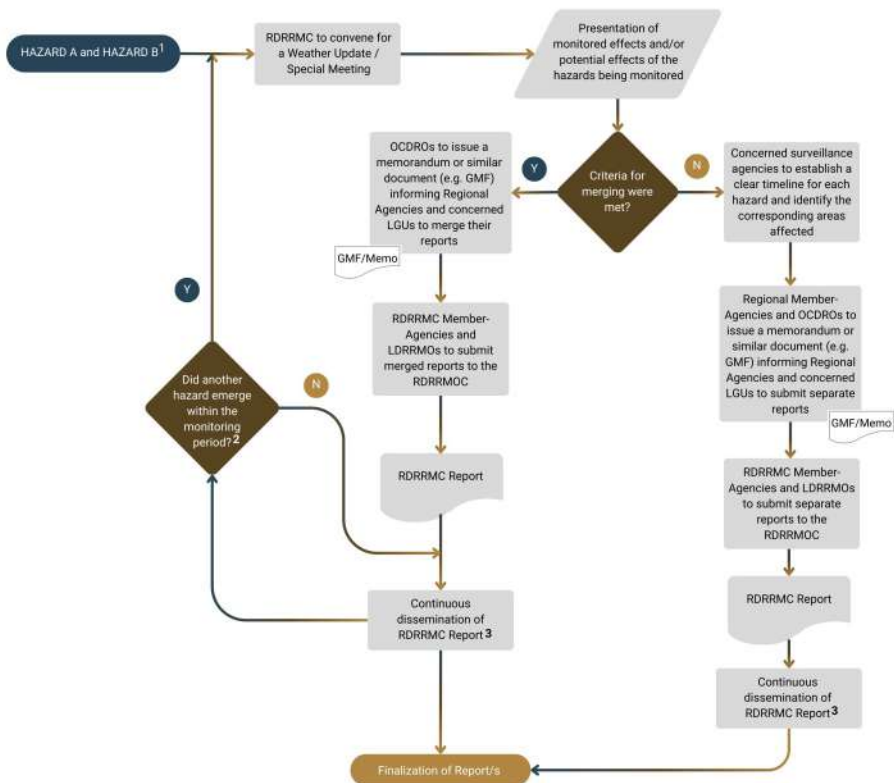 HAZARD A and HAZARD B1
RDRRMC to convene for
a Weather Update /
Special Meeting
Presentation of
monitored effects and/or
potential effects of the
hazards being monitored
Criteria for
merging were
met?
Y
N
OCDROs to issue a
memorandum or similar
document (e.g. GMF)
informing Regional
Agencies and concerned
LGUs to merge their
reports
GMF/Memo
RDRRMC Member-
Agencies and
LDRRMOs to submit
merged reports to the
RDRRMOC
RDRRMC Report
Continuous
dissemination of
RDRRMC Report3
Y
Did another
hazard emerge
within the
monitoring
period?2
N
Concerned surveillance
agencies to establish a
clear timeline for each
hazard and identify the
corresponding areas
affected
Regional Member-
Agencies and OCDROs to
issue a memorandum or
similar document (e.g.
GMF) informing Regional
Agencies and concerned
LGUs to submit separate
reports
GMF/Memo
RDRRMC Member-
Agencies and LDRRMOs
to submit separate
reports to the
RDRRMOC
RDRRMC Report
Continuous
dissemination of
RDRRMC Report3
Finalization of Report/s